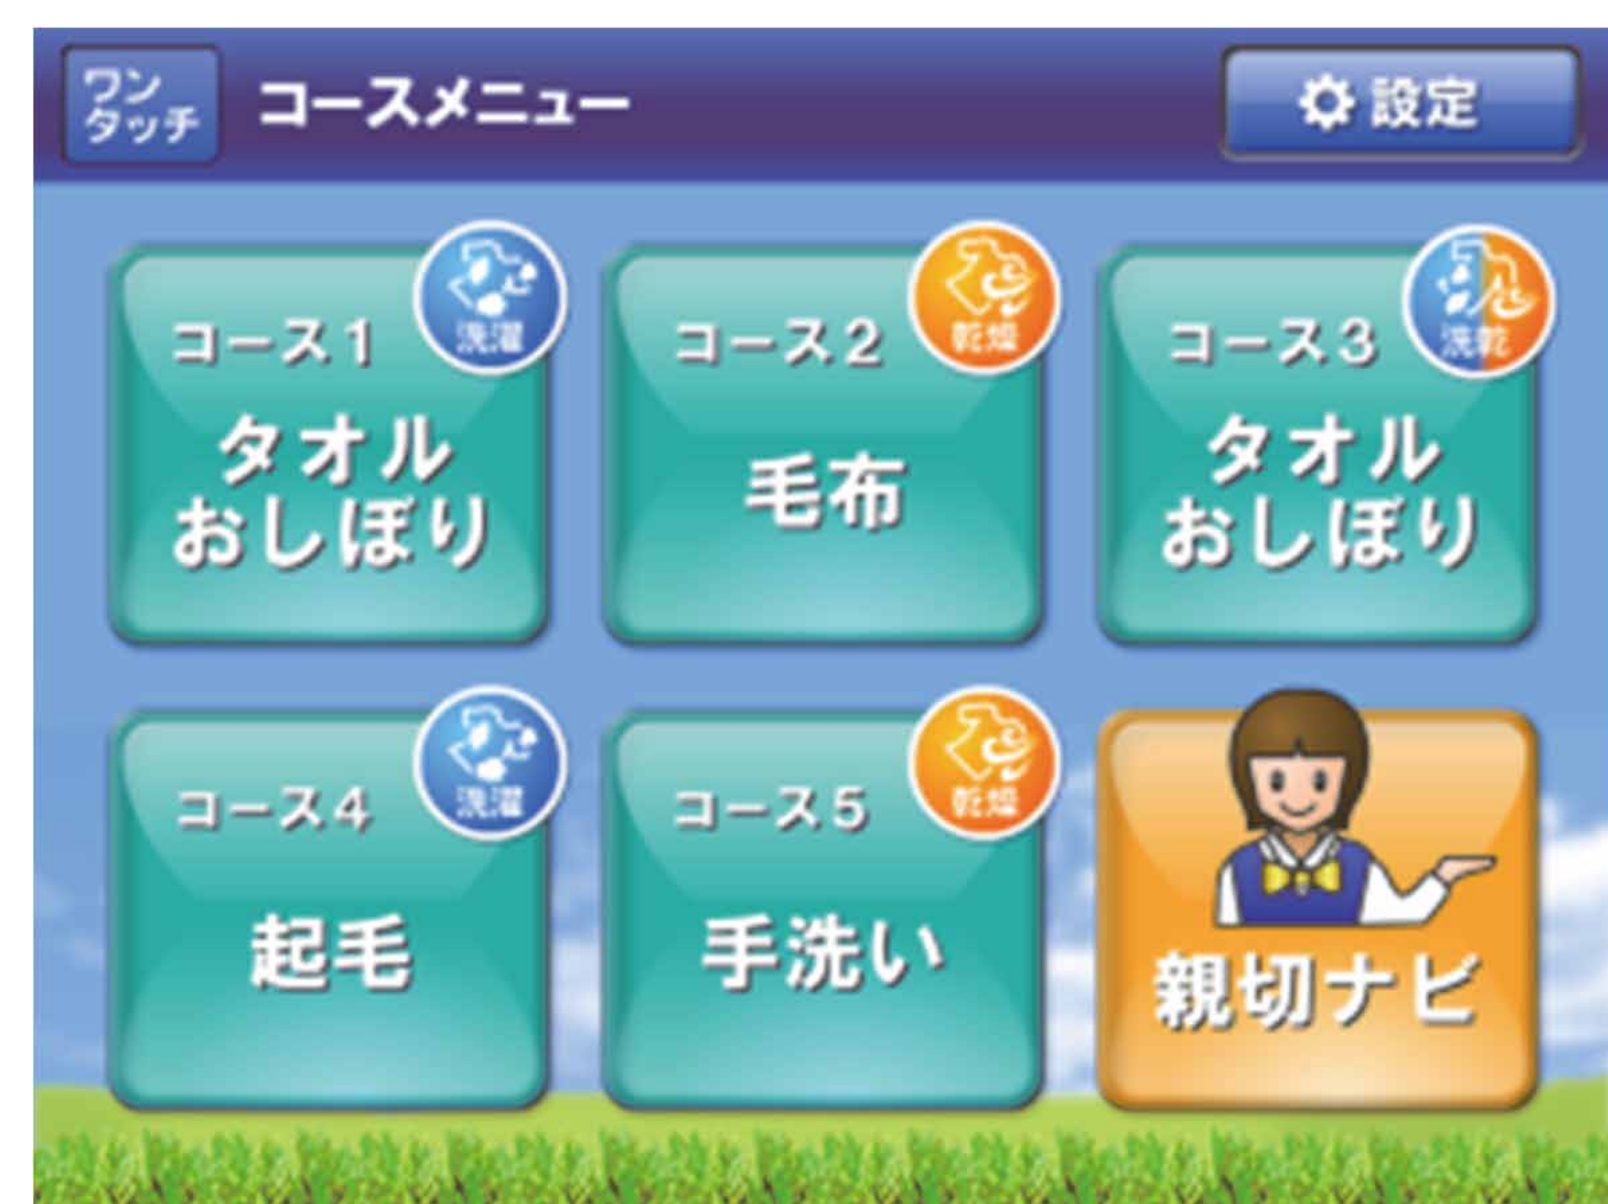 ワン
タッチ
コースメニュー
設定
コース1
洗濯
タオル
おしぼり
コース2
乾燥
毛布
コース3
洗乾
タオル
おしぼり
コース4
洗濯
起毛
コース5
乾燥
手洗い
親切ナビ